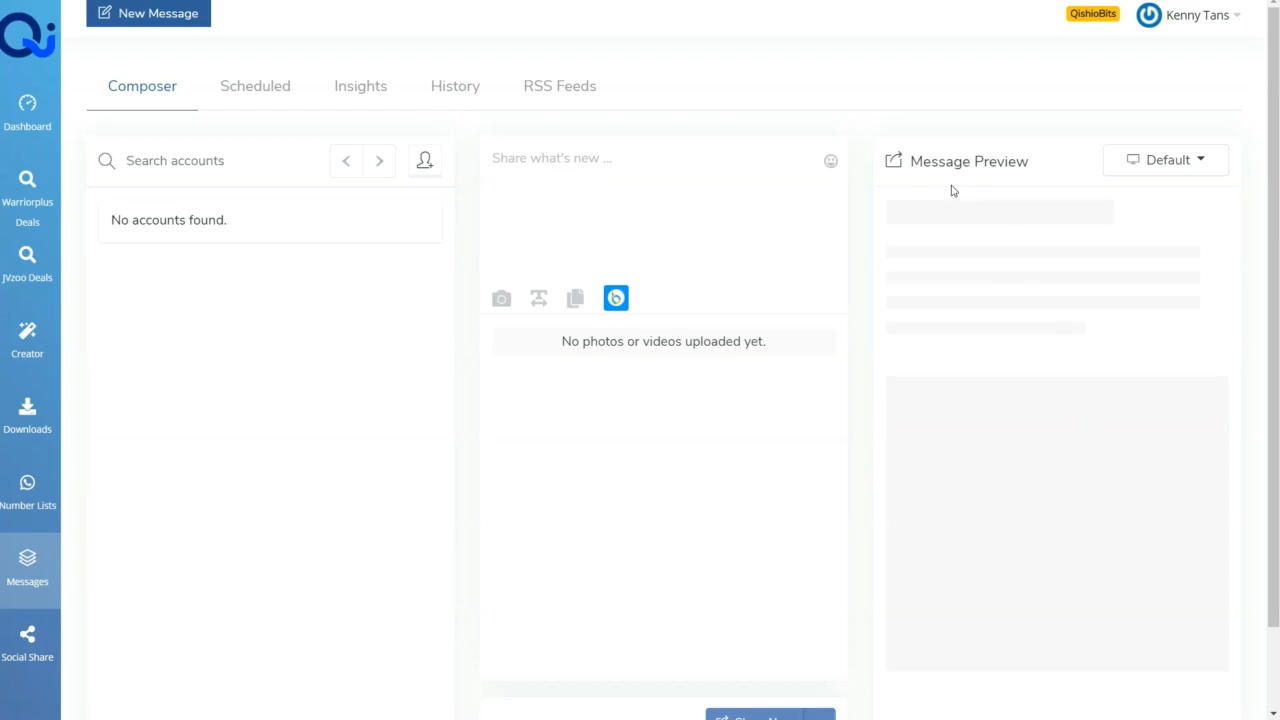 New Message
QishioBits
Kenny Tans
Composer
Scheduled
Insights
History
RSS Feeds
Dashboard
Warriorplus
Deals
JVzoo Deals
Creator
Downloads
Number Lists
Messages
Social Share
Search accounts
No accounts found.
Share what's new ...
No photos or videos uploaded yet.
Message Preview
Default